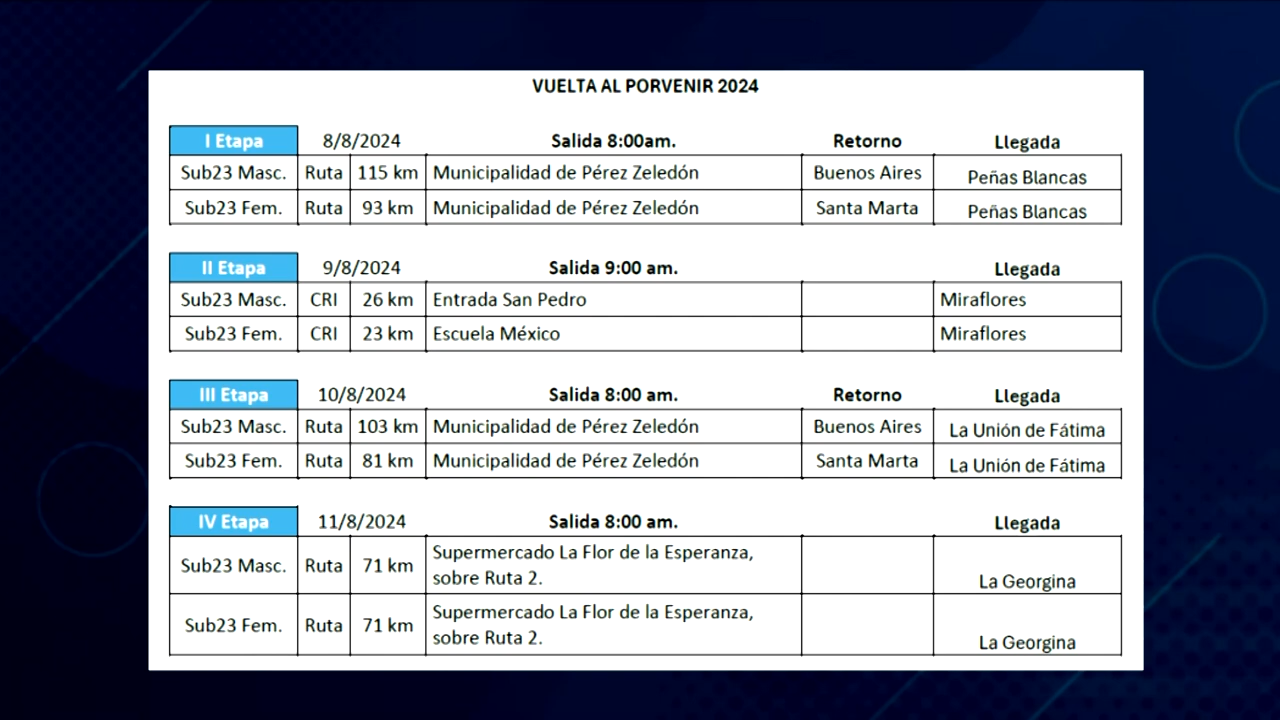 VUELTA AL PORVENIR 2024
I Etapa 8/8/2024 Salida 8:00am. Retorno Llegada
Sub23 Masc. Ruta 115 km Municipalidad de Pérez Zeledón Buenos Aires Peñas Blancas
Sub23 Fem. Ruta 93 km Municipalidad de Pérez Zeledón Santa Marta Peñas Blancas
II Etapa 9/8/2024 Salida 9:00 am. Llegada
Sub23 Masc. CRI 26 km Entrada San Pedro Miraflores
Sub23 Fem. CRI 23 km Escuela México Miraflores
III Etapa 10/8/2024 Salida 8:00 am. Retorno Llegada
Sub23 Masc. Ruta 103 km Municipalidad de Pérez Zeledón Buenos Aires La Unión de Fátima
Sub23 Fem. Ruta 81 km Municipalidad de Pérez Zeledón Santa Marta La Unión de Fátima
IV Etapa 11/8/2024 Salida 8:00 am. Llegada
Sub23 Masc. Ruta 71 km Supermercado La Flor de la Esperanza,
sobre Ruta 2. La Georgina
Sub23 Fem. Ruta 71 km Supermercado La Flor de la Esperanza,
sobre Ruta 2. La Georgina